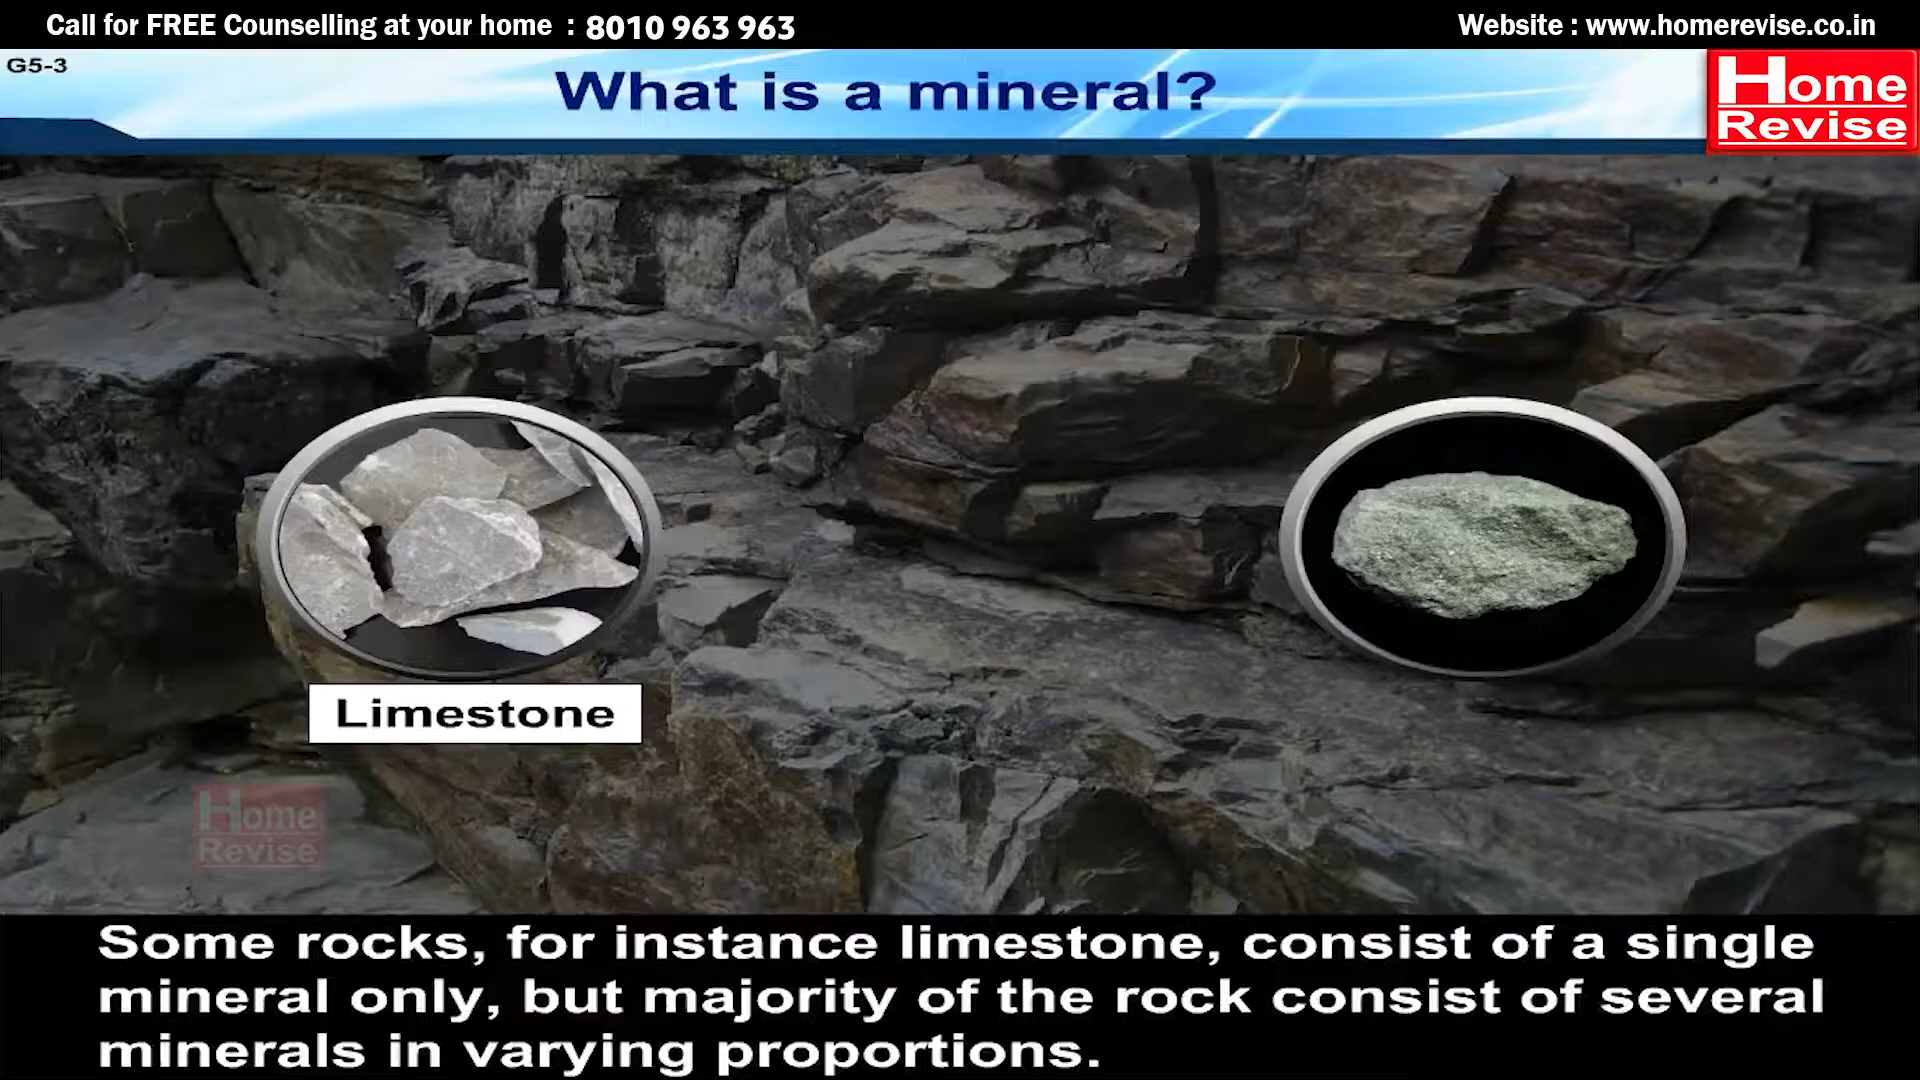 Call for FREE Counselling at your home : 8010 963 963
Website : www.homerevise.co.in
G5-3
What is a mineral?
Home
Revise
Limestone
Home
Revise
Some rocks, for instance limestone, consist of a single
mineral only, but majority of the rock consist of several
minerals in varying proportions.